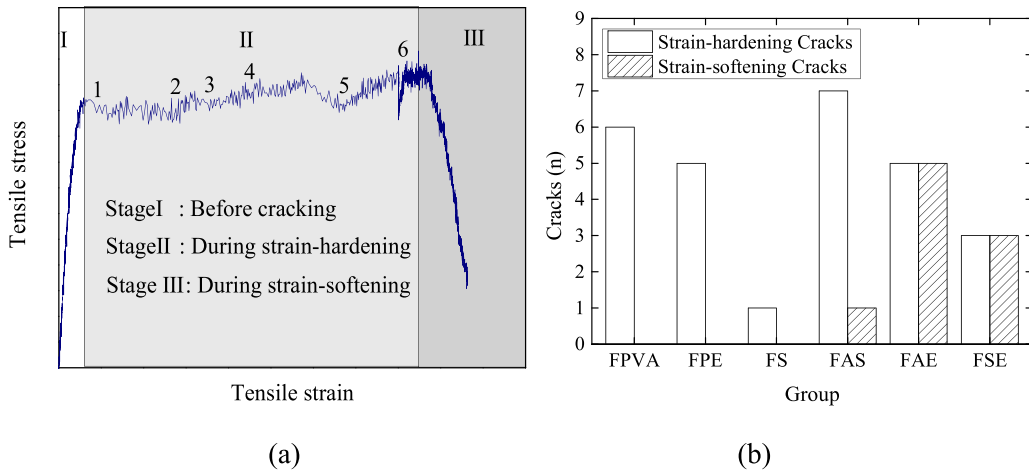 I
II
III
1
2
3
4
5
6
StageI : Before cracking
StageII : During strain-hardening
Stage III: During strain-softening
Tensile stress
Tensile strain
(a)
Strain-hardening Cracks
Strain-softening Cracks
9
8
7
6
5
4
3
2
1
0
Cracks (n)
FPVA FPE FS FAS FAE FSE
Group
(b)